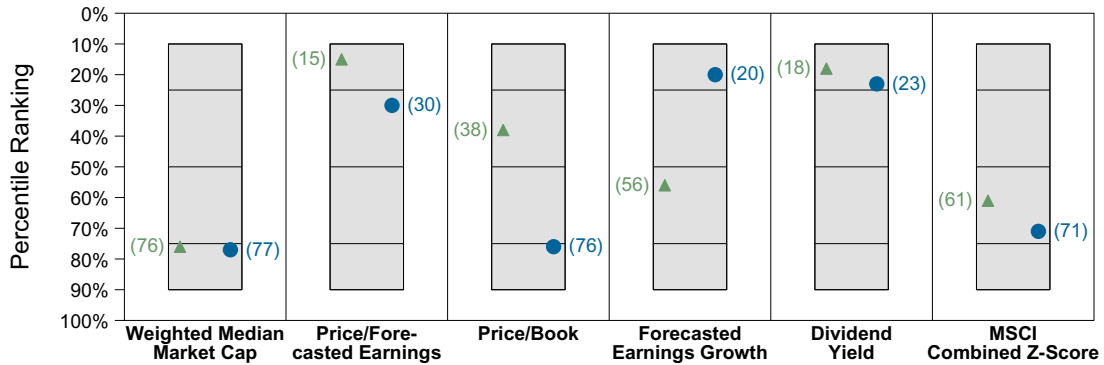 Percentile Ranking
0%
10%
20%
30%
40%
50%
60%
70%
80%
90%
100%
(76)
(77)
(15)
(30)
(38)
(76)
(56)
(20)
(18)
(23)
(61)
(71)
Weighted Median
Market Cap
Price/Fore-
casted Earnings
Price/Book
Forecasted
Earnings Growth
Dividend
Yield
MSCI
Combined Z-Score